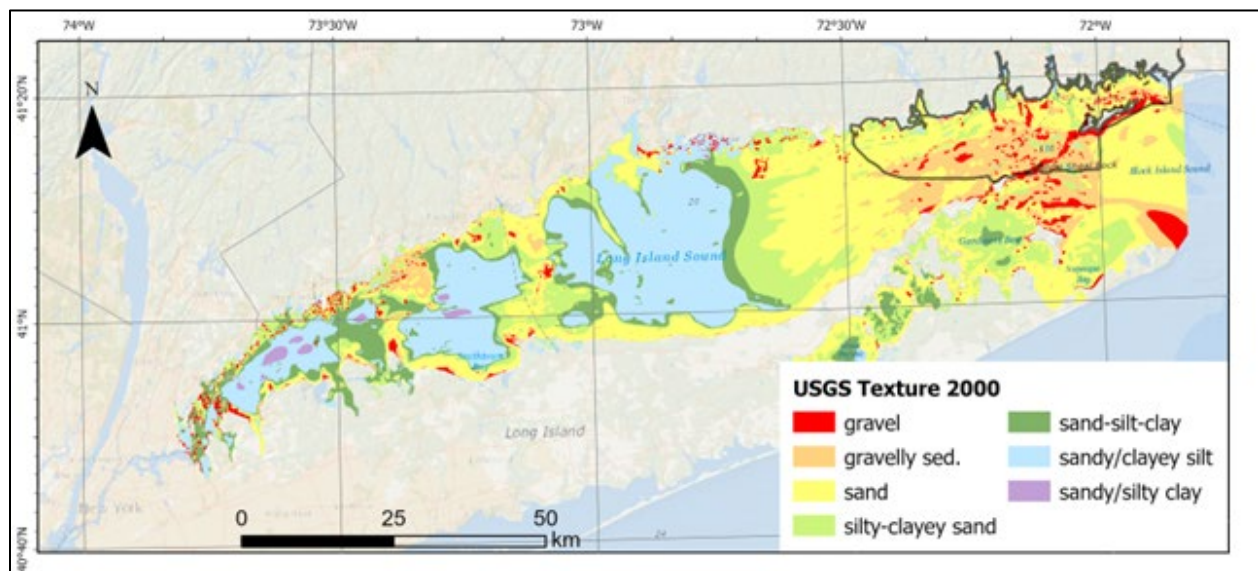 74°W 73°30'W 73°W 72°30'W 72°W
41°20'N
N
Block Island Sound
Long Island Sound
20
41°N
Long Island
New York
USGS Texture 2000
gravel
sand-silt-clay
gravelly sed.
sandy/clayey silt
sand
sandy/silty clay
silty-clayey sand
0 25 50
km
24
40°40'N